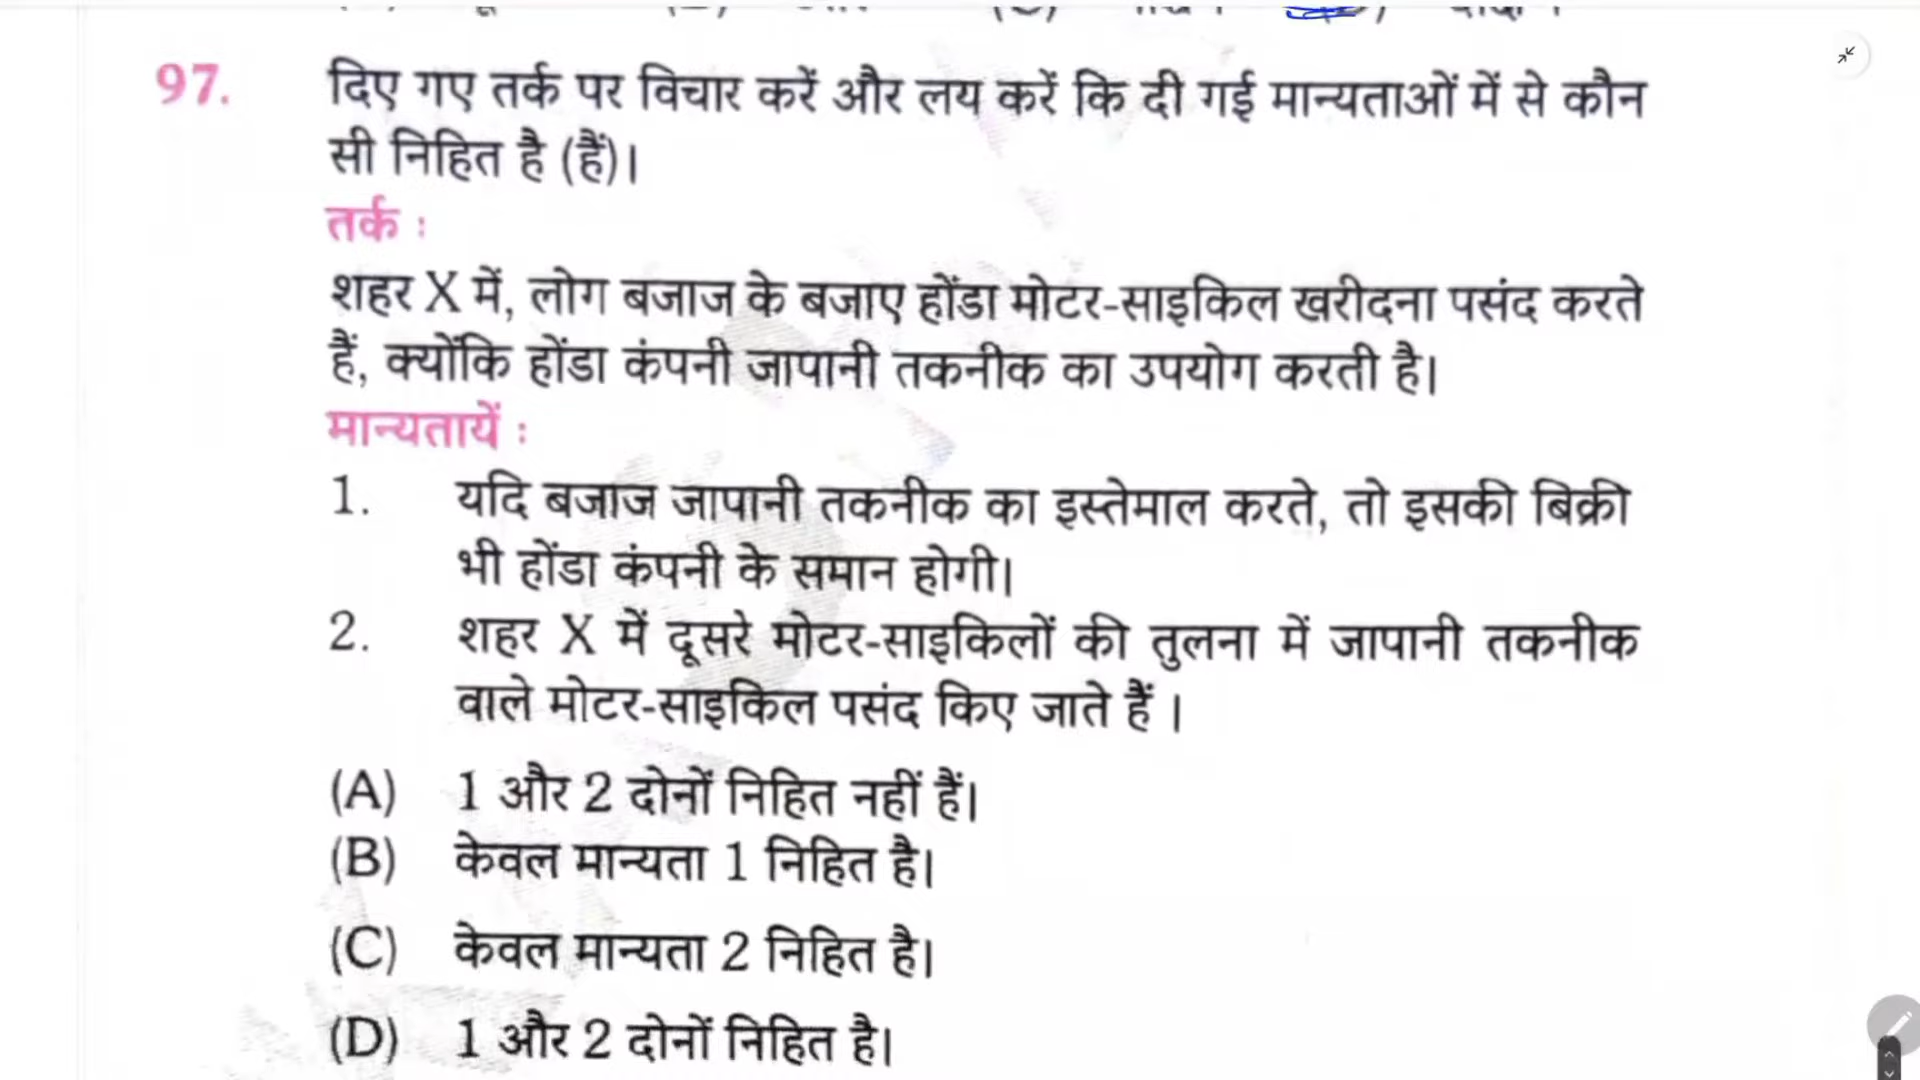 97. दिए गए तर्क पर विचार करें और लय करें कि दी गई मान्यताओं में से कौन
सी निहित है (हैं)।
तर्क :
शहर X में, लोग बजाज के बजाए होंडा मोटर-साइकिल खरीदना पसंद करते
हैं, क्योंकि होंडा कंपनी जापानी तकनीक का उपयोग करती है।
मान्यतायें :
1. यदि बजाज जापानी तकनीक का इस्तेमाल करते, तो इसकी बिक्री
भी होंडा कंपनी के समान होगी।
2. शहर X में दूसरे मोटर-साइकिलों की तुलना में जापानी तकनीक
वाले मोटर-साइकिल पसंद किए जाते हैं ।
(A) 1 और 2 दोनों निहित नहीं हैं।
(B) केवल मान्यता 1 निहित है।
(C) केवल मान्यता 2 निहित है।
(D) 1 और 2 दोनों निहित है।